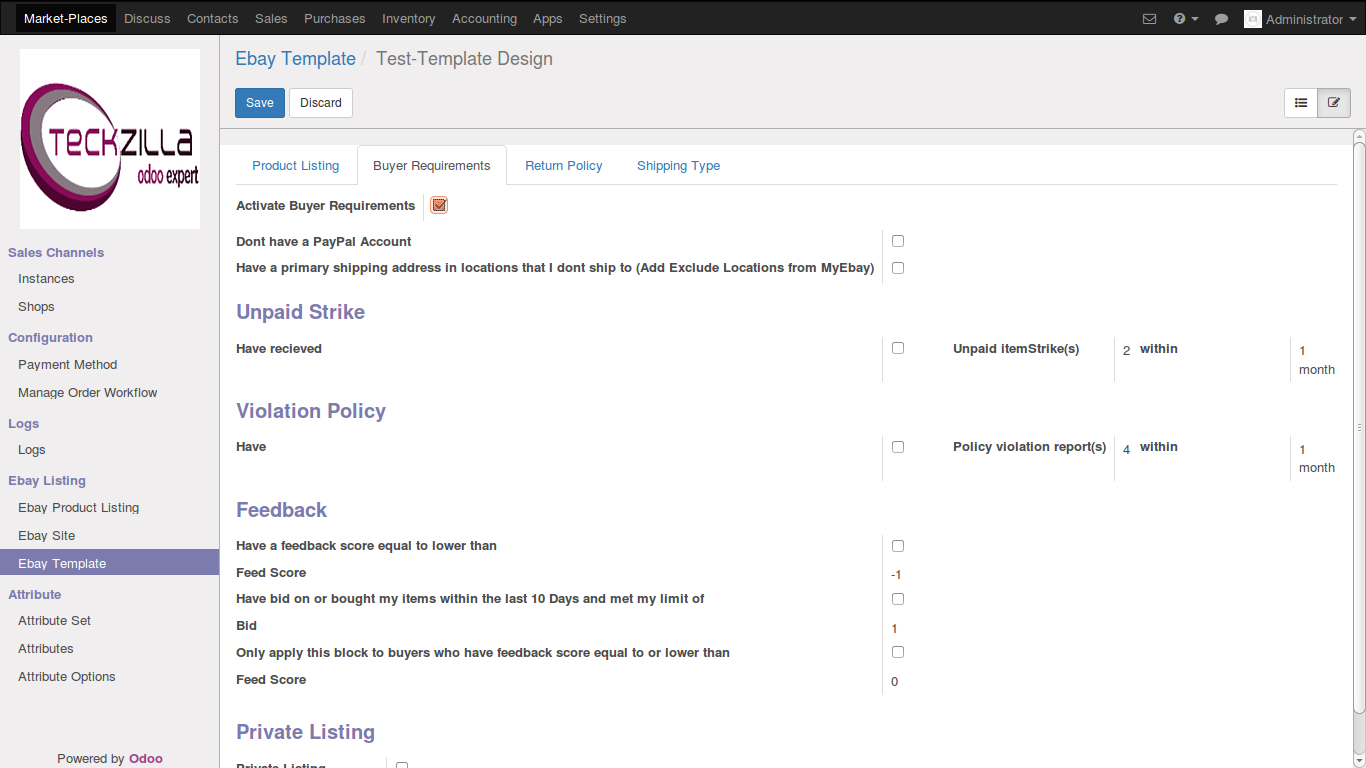 Market-Places Discuss Contacts Sales Purchases Inventory Accounting Apps Settings Administrator
TECKZILLA
odoo expert
Sales Channels
Instances
Shops
Configuration
Payment Method
Manage Order Workflow
Logs
Logs
Ebay Listing
Ebay Product Listing
Ebay Site
Ebay Template
Attribute
Attribute Set
Attributes
Attribute Options
Powered by Odoo
Ebay Template / Test-Template Design
Save Discard
Product Listing Buyer Requirements Return Policy Shipping Type
Activate Buyer Requirements
Dont have a PayPal Account
Have a primary shipping address in locations that I dont ship to (Add Exclude Locations from MyEbay)
Unpaid Strike
Have recieved Unpaid itemStrike(s) 2 within 1
month
Violation Policy
Have Policy violation report(s) 4 within 1
month
Feedback
Have a feedback score equal to lower than
Feed Score -1
Have bid on or bought my items within the last 10 Days and met my limit of
Bid 1
Only apply this block to buyers who have feedback score equal to or lower than
Feed Score 0
Private Listing
Private Listing